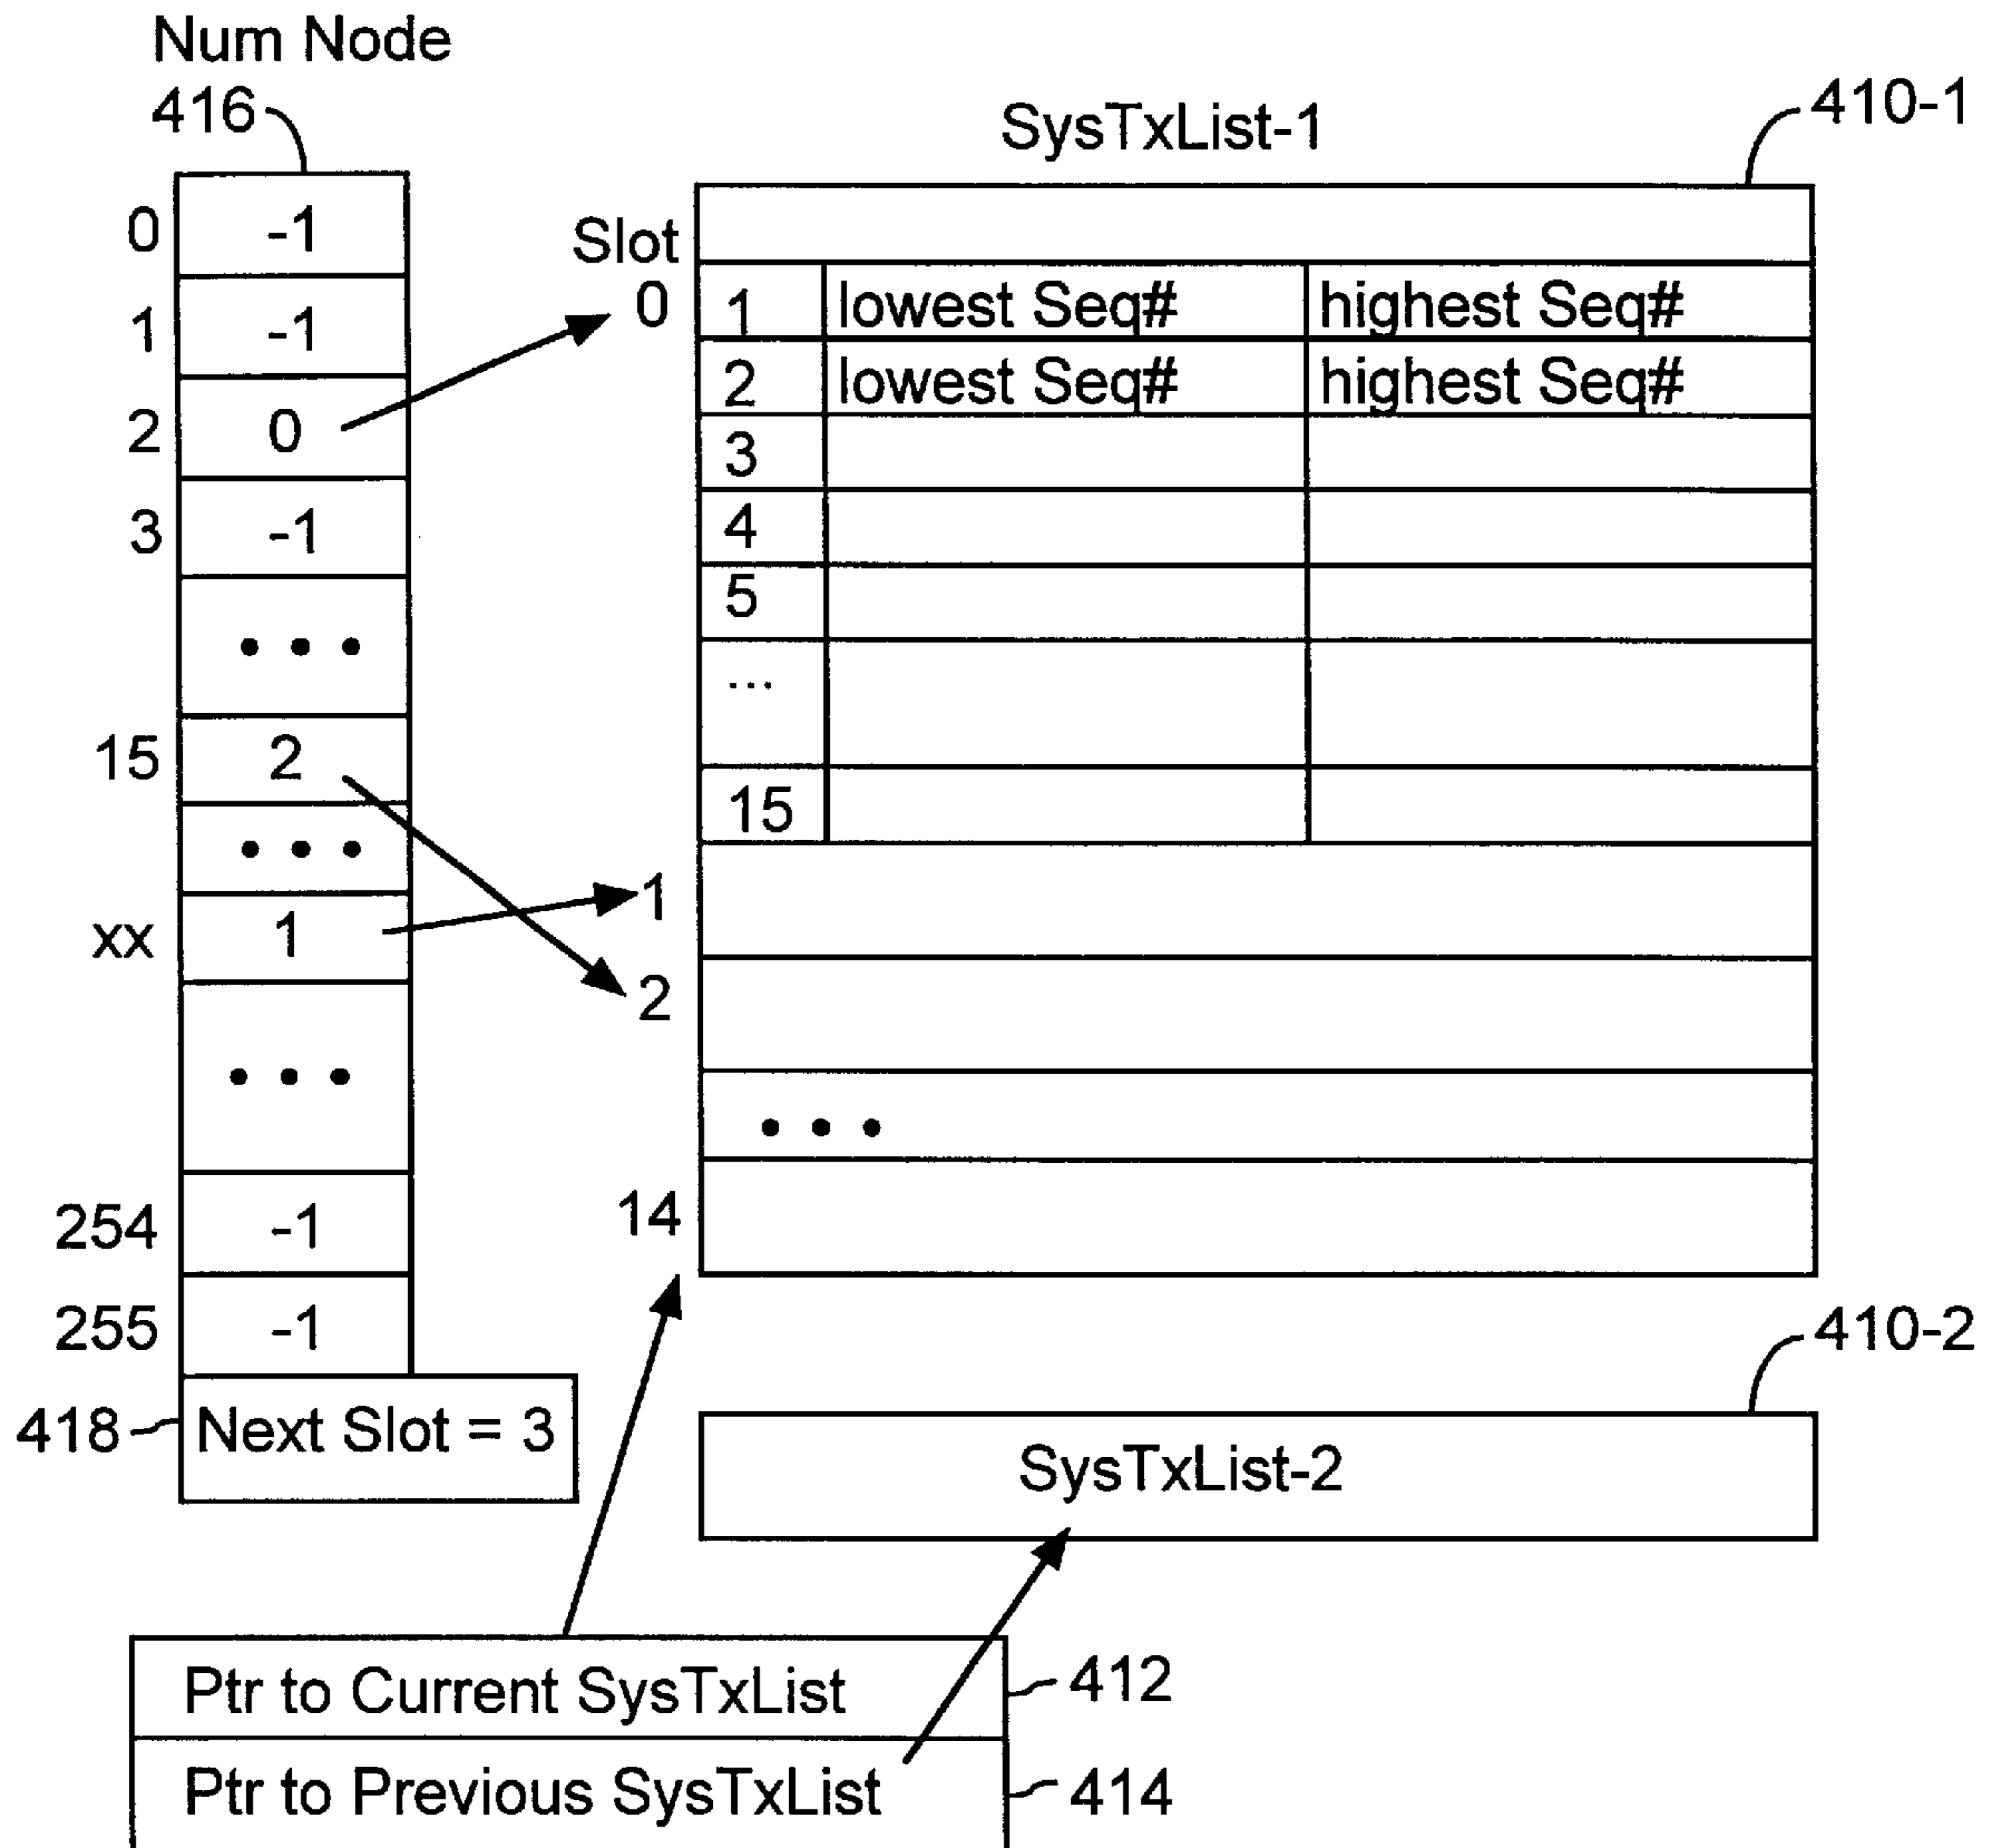 Num Node
416
0 -1
1 -1
2 0
3 -1
• • •
15 2
• • •
xx 1
• • •
254 -1
255 -1
418 Next Slot = 3
SysTxList-1
410-1
Slot
0 1 lowest Seq# highest Seq#
2 lowest Seq# highest Seq#
3
4
5
...
15
1
2
• • •
14
410-2
SysTxList-2
Ptr to Current SysTxList 412
Ptr to Previous SysTxList 414